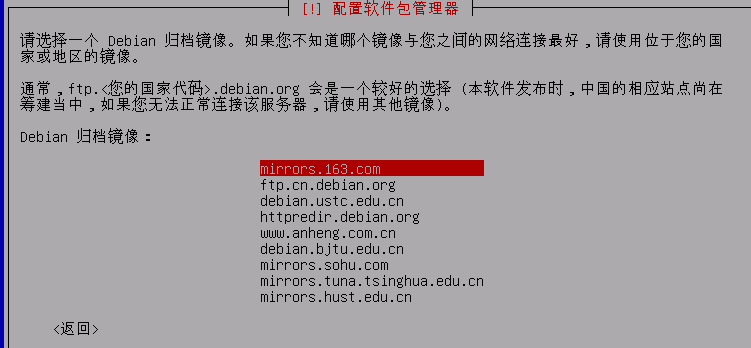 [!] 配置软件包管理器
请选择一个 Debian 归档镜像。如果您不知道哪个镜像与您之间的网络连接最好,请使用位于您的国
家或地区的镜像。
通常,ftp.<您的国家代码>.debian.org 会是一个较好的选择 (本软件发布时,中国的相应站点尚在
筹建当中,如果您无法正常连接该服务器,请使用其他镜像)。
Debian 归档镜像:
mirrors.163.com
ftp.cn.debian.org
debian.ustc.edu.cn
httpredir.debian.org
www.anheng.com.cn
debian.bjtu.edu.cn
mirrors.sohu.com
mirrors.tuna.tsinghua.edu.cn
mirrors.hust.edu.cn
<返回>